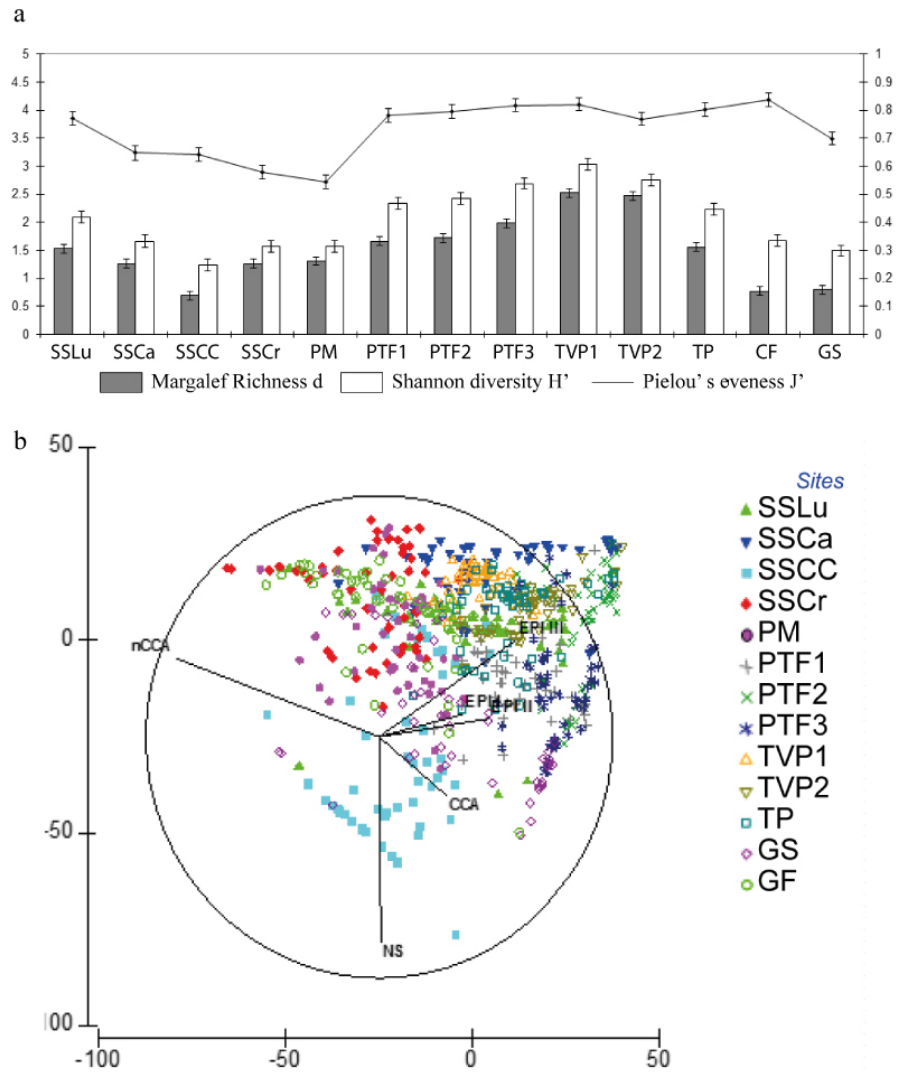 a
5
4.5
4
3.5
3
2.5
2
1.5
1
0.5
0
1
0.9
0.8
0.7
0.6
0.5
0.4
0.3
0.2
0.1
0
SSLu SSCa SSCC SSCr PM PTF1 PTF2 PTF3 TVP1 TVP2 TP CF GS
Margalef Richness d Shannon diversity H’ Pielou’ s eveness J’
b
50
0
-50
100
-100 -50 0 50
nCCA
EPI III
EPI II
CCA
NS
Sites
SSLu
SSCa
SSCC
SSCr
PM
PTF1
PTF2
PTF3
TVP1
TVP2
TP
GS
GF